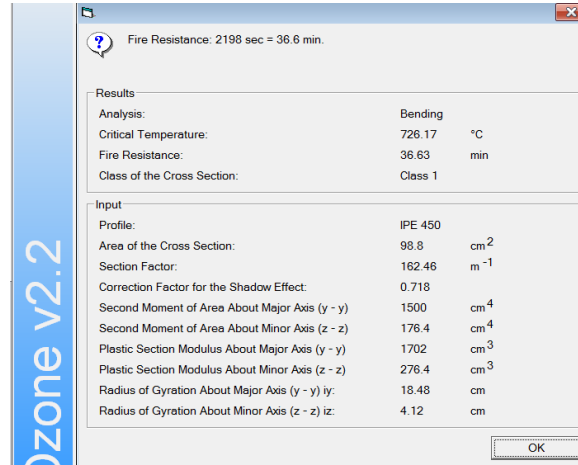 Fire Resistance: 2198 sec = 36.6 min.
Results
Analysis: Bending
Critical Temperature: 726.17 °C
Fire Resistance: 36.63 min
Class of the Cross Section: Class 1
Input
Profile: IPE 450
Area of the Cross Section: 98.8 cm2
Section Factor: 162.46 m -1
Correction Factor for the Shadow Effect: 0.718
Second Moment of Area About Major Axis (y - y) 1500 cm4
Second Moment of Area About Minor Axis (z - z) 176.4 cm4
Plastic Section Modulus About Major Axis (y - y) 1702 cm3
Plastic Section Modulus About Minor Axis (z - z) 276.4 cm3
Radius of Gyration About Major Axis (y - y) iy: 18.48 cm
Radius of Gyration About Minor Axis (z - z) iz: 4.12 cm
OK
Ozone v2.2